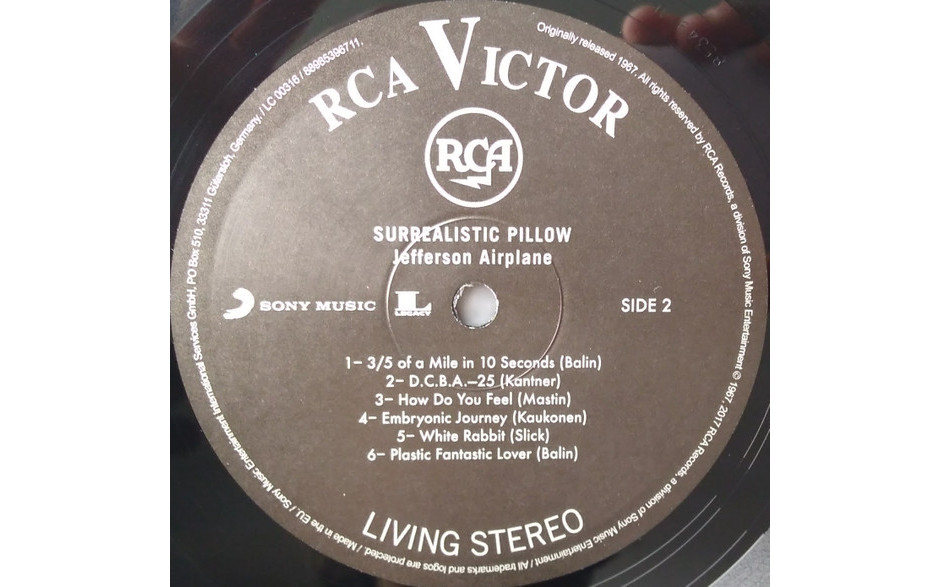 RCA VICTOR
RCA
SURREALISTIC PILLOW
Jefferson Airplane
SONY MUSIC
L
LEGACY
SIDE 2
1– 3/5 of a Mile in 10 Seconds (Balin)
2– D.C.B.A.–25 (Kantner)
3– How Do You Feel (Mastin)
4– Embryonic Journey (Kaukonen)
5– White Rabbit (Slick)
6– Plastic Fantastic Lover (Balin)
LIVING STEREO
Originally released 1967. All rights reserved by RCA Records, a division of Sony Music Entertainment ℗ 1967, 2017 RCA Records, a division of Sony Music Entertainment / All trademarks and logos are protected. / Made in the EU. / Sony Music Entertainment International Services GmbH, PO Box 510, 33311 Gütersloh, Germany. / LC 00316 / 88985396711.